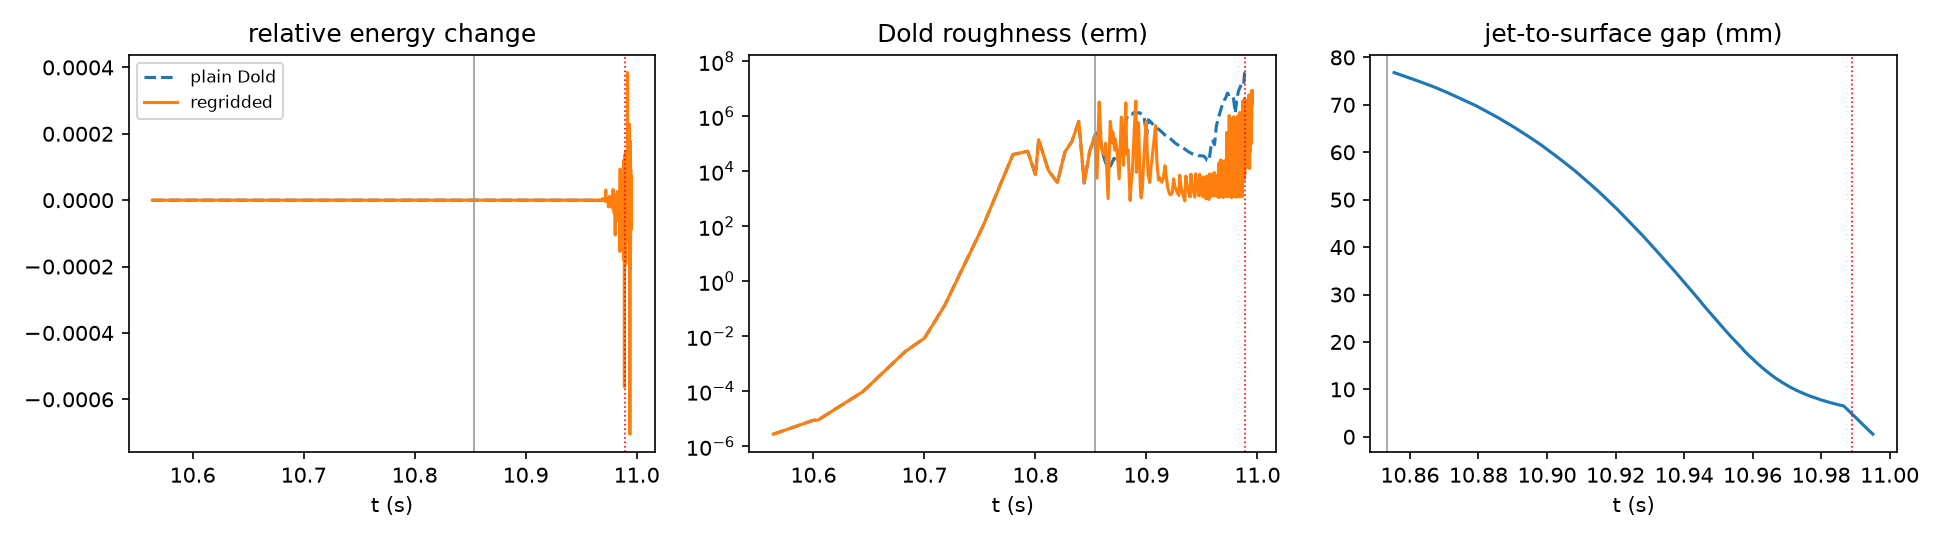 relative energy change
0.0004
0.0002
0.0000
−0.0002
−0.0004
−0.0006
plain Dold
regridded
10.6 10.7 10.8 10.9 11.0
t (s)
Dold roughness (erm)
10^8
10^6
10^4
10^2
10^0
10^−2
10^−4
10^−6
10.6 10.7 10.8 10.9 11.0
t (s)
jet-to-surface gap (mm)
80
70
60
50
40
30
20
10
0
10.86 10.88 10.90 10.92 10.94 10.96 10.98 11.00
t (s)